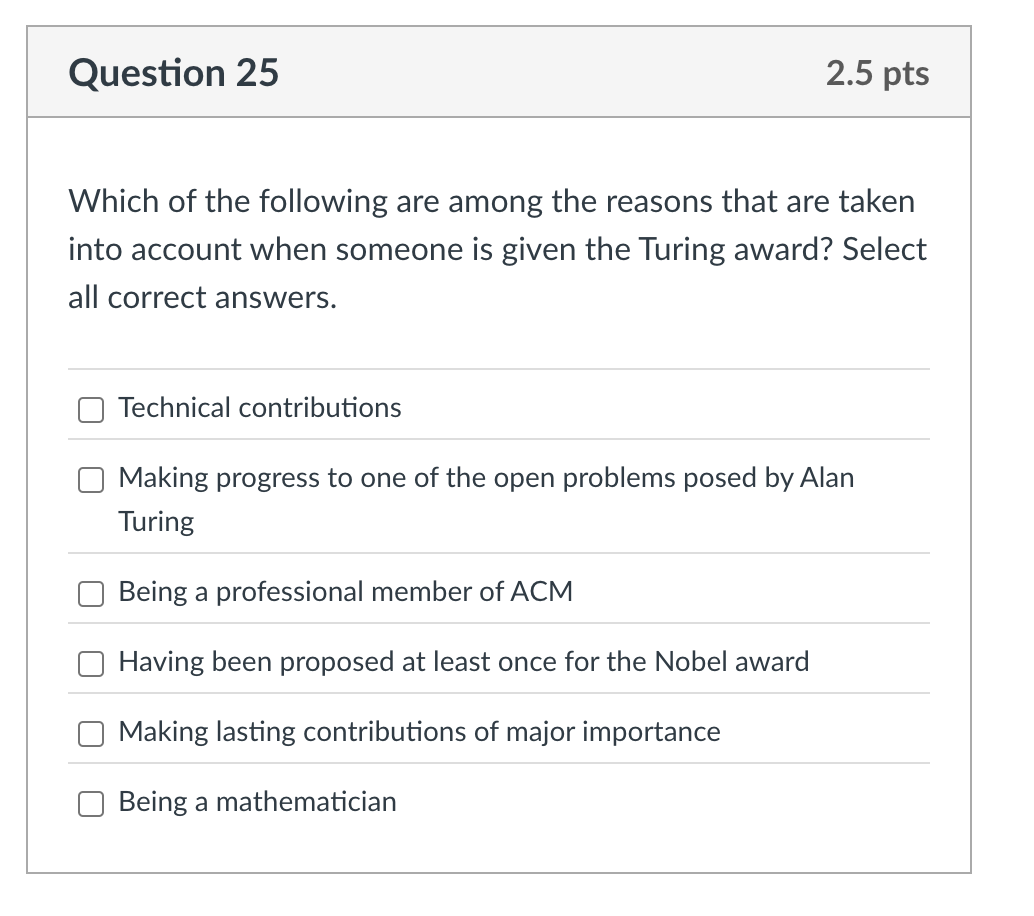 Question 25
2.5 pts
Which of the following are among the reasons that are taken
into account when someone is given the Turing award? Select
all correct answers.
Technical contributions
Making progress to one of the open problems posed by Alan
Turing
Being a professional member of ACM
Having been proposed at least once for the Nobel award
Making lasting contributions of major importance
Being a mathematician